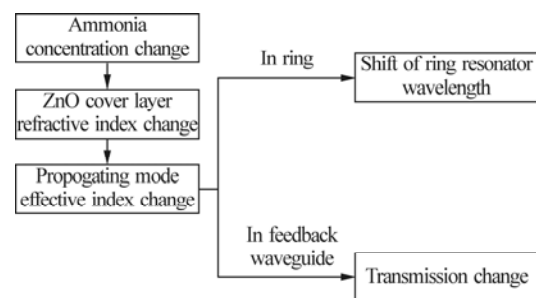 Ammonia
concentration change
ZnO cover layer
refractive index change
Propogating mode
effective index change
In ring
Shift of ring resonator
wavelength
In feedback
waveguide
Transmission change